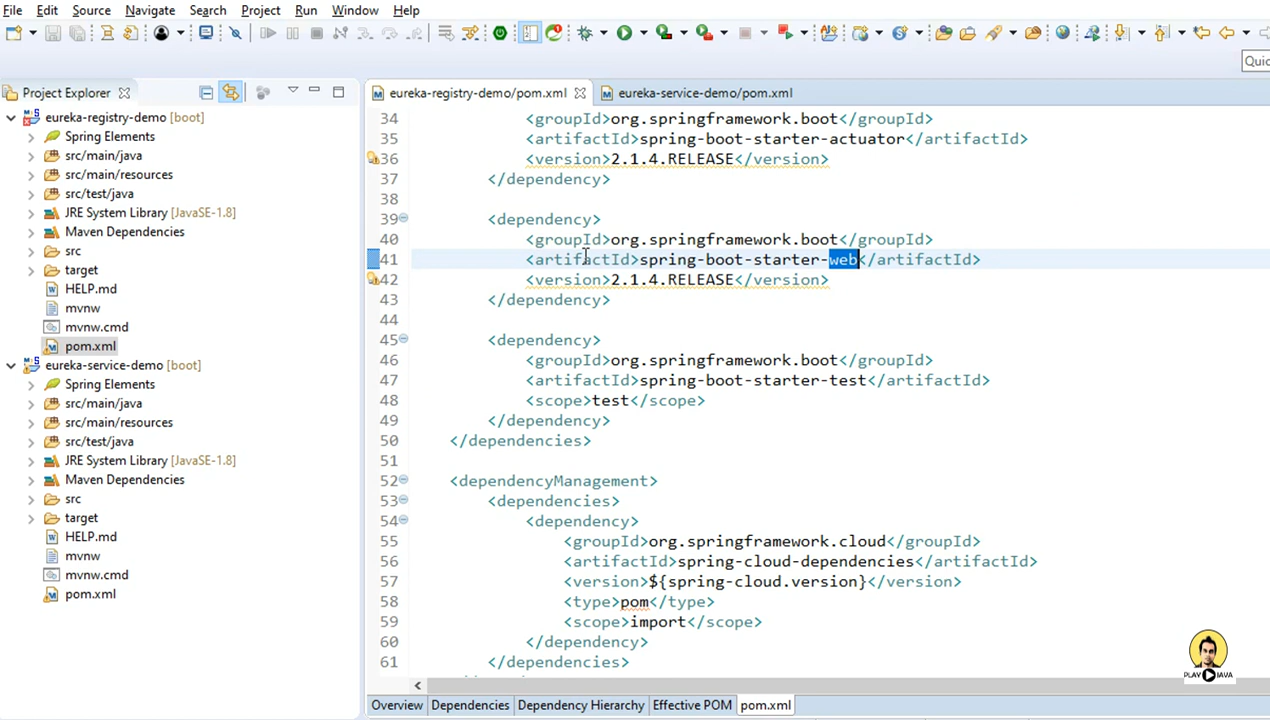 File Edit Source Navigate Search Project Run Window Help
Quic
Project Explorer
eureka-registry-demo [boot]
Spring Elements
src/main/java
src/main/resources
src/test/java
JRE System Library [JavaSE-1.8]
Maven Dependencies
src
target
HELP.md
mvnw
mvnw.cmd
pom.xml
eureka-service-demo [boot]
Spring Elements
src/main/java
src/main/resources
src/test/java
JRE System Library [JavaSE-1.8]
Maven Dependencies
src
target
HELP.md
mvnw
mvnw.cmd
pom.xml
eureka-registry-demo/pom.xml eureka-service-demo/pom.xml
34 <groupId>org.springframework.boot</groupId>
35 <artifactId>spring-boot-starter-actuator</artifactId>
36 <version>2.1.4.RELEASE</version>
37 </dependency>
38
39 <dependency>
40 <groupId>org.springframework.boot</groupId>
41 <artifactId>spring-boot-starter-web</artifactId>
42 <version>2.1.4.RELEASE</version>
43 </dependency>
44
45 <dependency>
46 <groupId>org.springframework.boot</groupId>
47 <artifactId>spring-boot-starter-test</artifactId>
48 <scope>test</scope>
49 </dependency>
50 </dependencies>
51
52 <dependencyManagement>
53 <dependencies>
54 <dependency>
55 <groupId>org.springframework.cloud</groupId>
56 <artifactId>spring-cloud-dependencies</artifactId>
57 <version>${spring-cloud.version}</version>
58 <type>pom</type>
59 <scope>import</scope>
60 </dependency>
61 </dependencies>
Overview Dependencies Dependency Hierarchy Effective POM pom.xml
PLAY JAVA